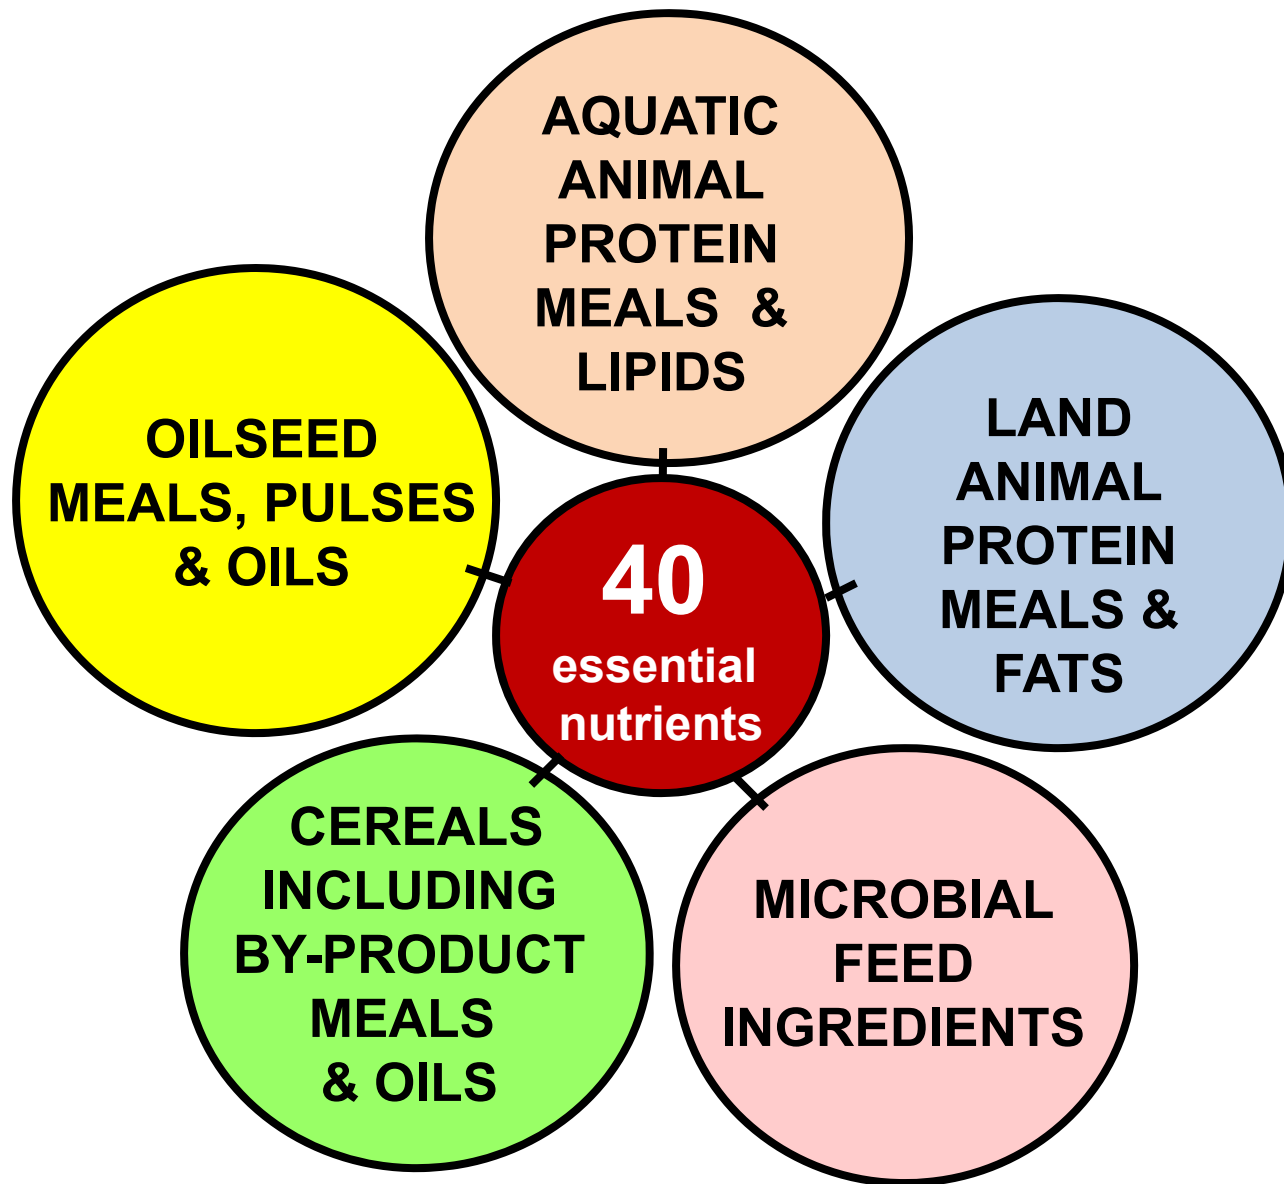 AQUATIC
ANIMAL
PROTEIN
MEALS & 
LIPIDS
OILSEED
MEALS, PULSES
& OILS
LAND
ANIMAL
PROTEIN
MEALS &
FATS
40
essential
nutrients
CEREALS
INCLUDING
BY-PRODUCT
MEALS
& OILS
MICROBIAL
FEED
INGREDIENTS